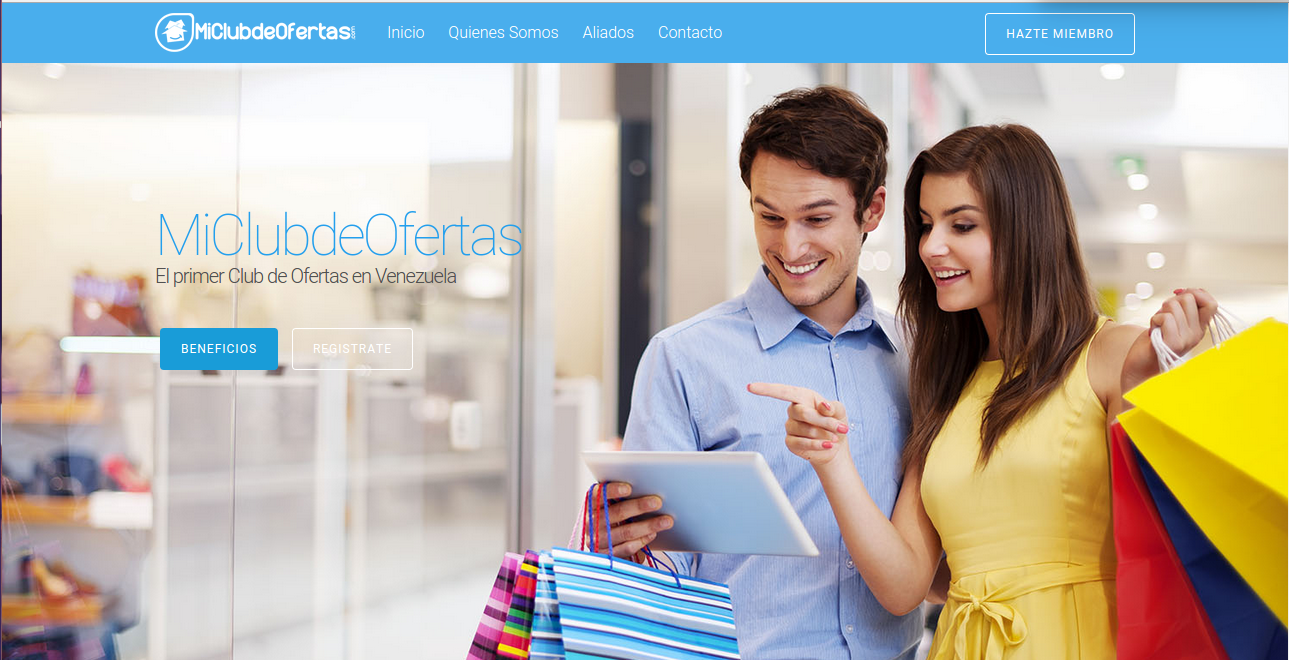 MiClubdeOfertas.com
Inicio
Quienes Somos
Aliados
Contacto
HAZTE MIEMBRO
MiClubdeOfertas
El primer Club de Ofertas en Venezuela
BENEFICIOS
REGISTRATE